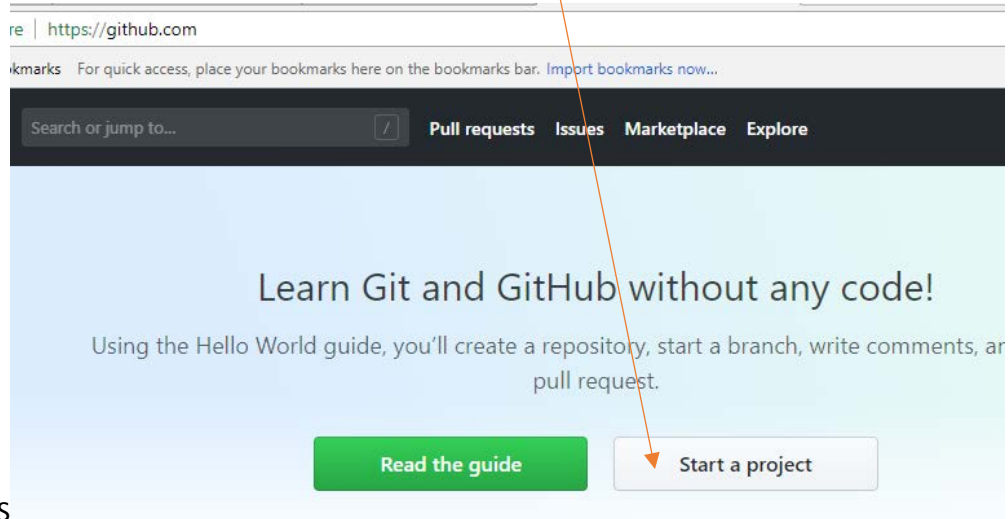 re | https://github.com
kmarks For quick access, place your bookmarks here on the bookmarks bar. Import bookmarks now...
Search or jump to... / Pull requests Issues Marketplace Explore
Learn Git and GitHub without any code!
Using the Hello World guide, you'll create a repository, start a branch, write comments, ar
pull request.
Read the guide Start a project
S